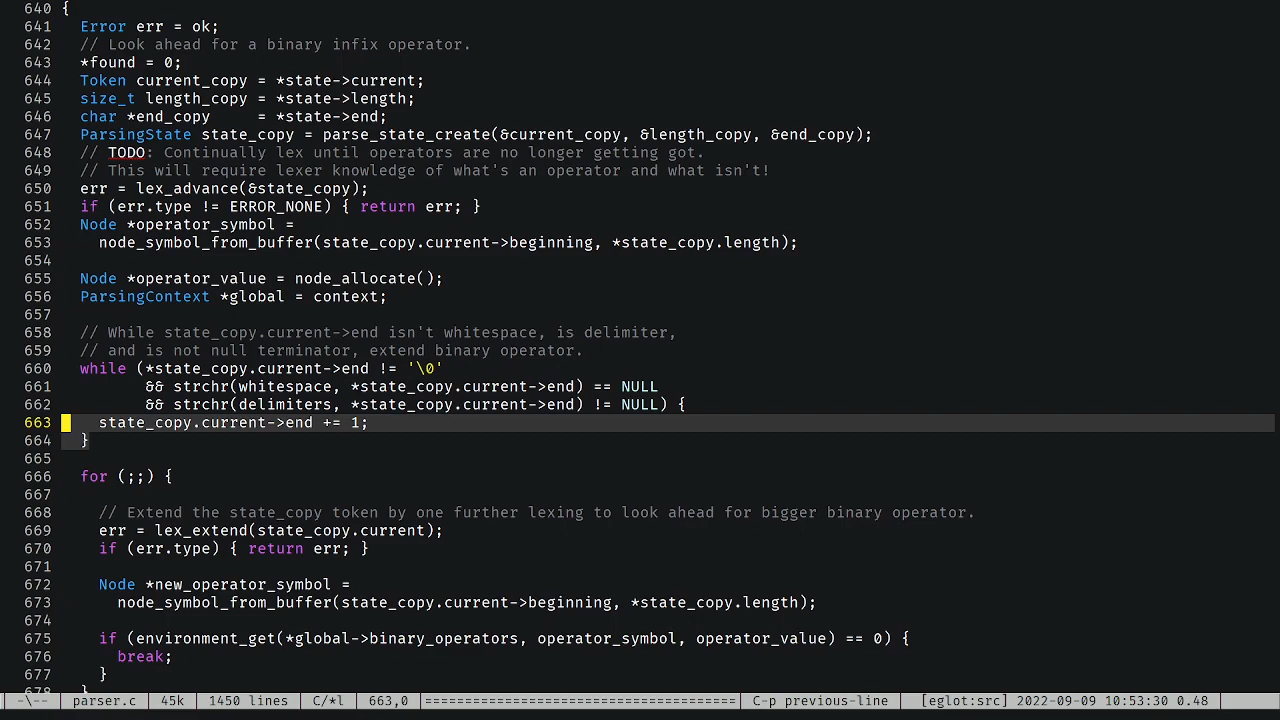 640 {
641   Error err = ok;
642   // Look ahead for a binary infix operator.
643   *found = 0;
644   Token current_copy = *state->current;
645   size_t length_copy = *state->length;
646   char *end_copy     = *state->end;
647   ParsingState state_copy = parse_state_create(&current_copy, &length_copy, &end_copy);
648   // TODO: Continually lex until operators are no longer getting got.
649   // This will require lexer knowledge of what's an operator and what isn't!
650   err = lex_advance(&state_copy);
651   if (err.type != ERROR_NONE) { return err; }
652   Node *operator_symbol =
653     node_symbol_from_buffer(state_copy.current->beginning, *state_copy.length);
654
655   Node *operator_value = node_allocate();
656   ParsingContext *global = context;
657
658   // While state_copy.current->end isn't whitespace, is delimiter,
659   // and is not null terminator, extend binary operator.
660   while (*state_copy.current->end != '\0'
661          && strchr(whitespace, *state_copy.current->end) == NULL
662          && strchr(delimiters, *state_copy.current->end) != NULL) {
663     state_copy.current->end += 1;
664   }
665
666   for (;;) {
667
668     // Extend the state_copy token by one further lexing to look ahead for bigger binary operator.
669     err = lex_extend(state_copy.current);
670     if (err.type) { return err; }
671
672     Node *new_operator_symbol =
673       node_symbol_from_buffer(state_copy.current->beginning, *state_copy.length);
674
675     if (environment_get(*global->binary_operators, operator_symbol, operator_value) == 0) {
676       break;
677     }
678   }
-\-- parser.c 45k 1450 lines C/*l 663,0 ================================== C-p previous-line [eglot:src] 2022-09-09 10:53:30 0.48